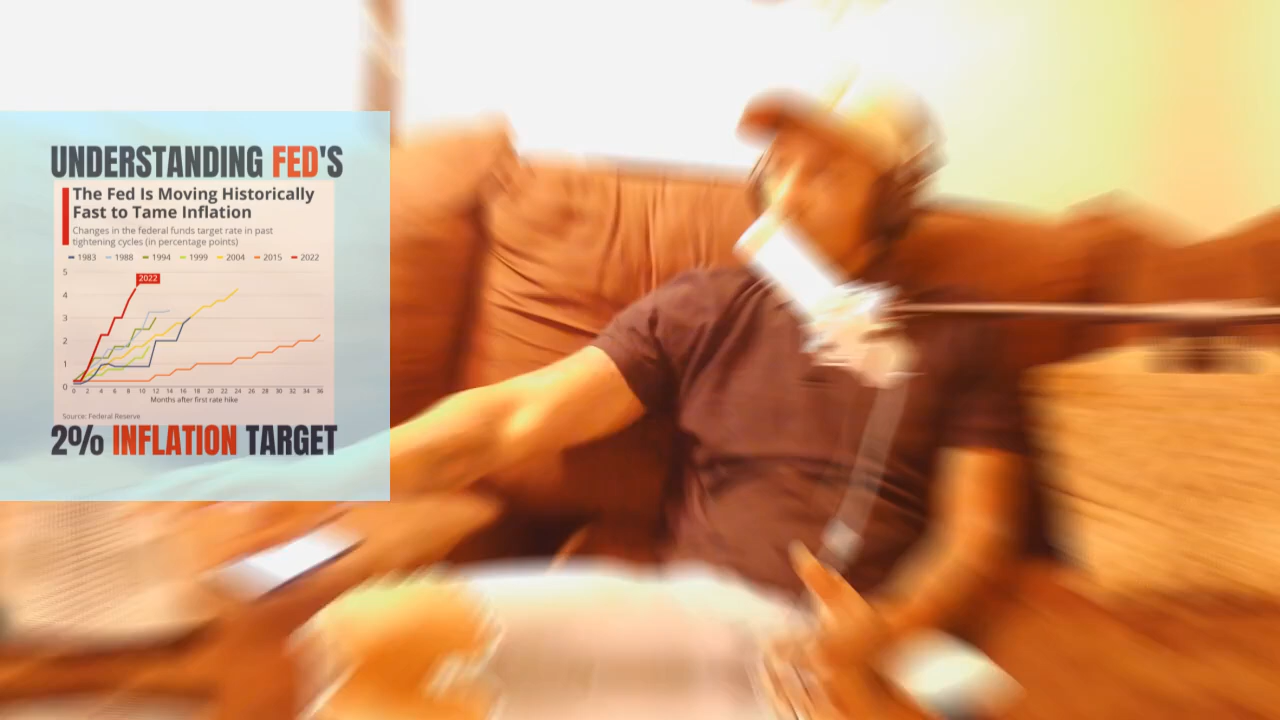 UNDERSTANDING FED'S
The Fed Is Moving Historically
Fast to Tame Inflation
Changes in the federal funds target rate in past
tightening cycles (in percentage points)
1983 1988 1994 1999 2004 2015 2022
5
2022
4
3
2
1
0
0 2 4 6 8 10 12 14 16 18 20 22 24 26 28 30 32 34 36
Months after first rate hike
Source: Federal Reserve
2% INFLATION TARGET